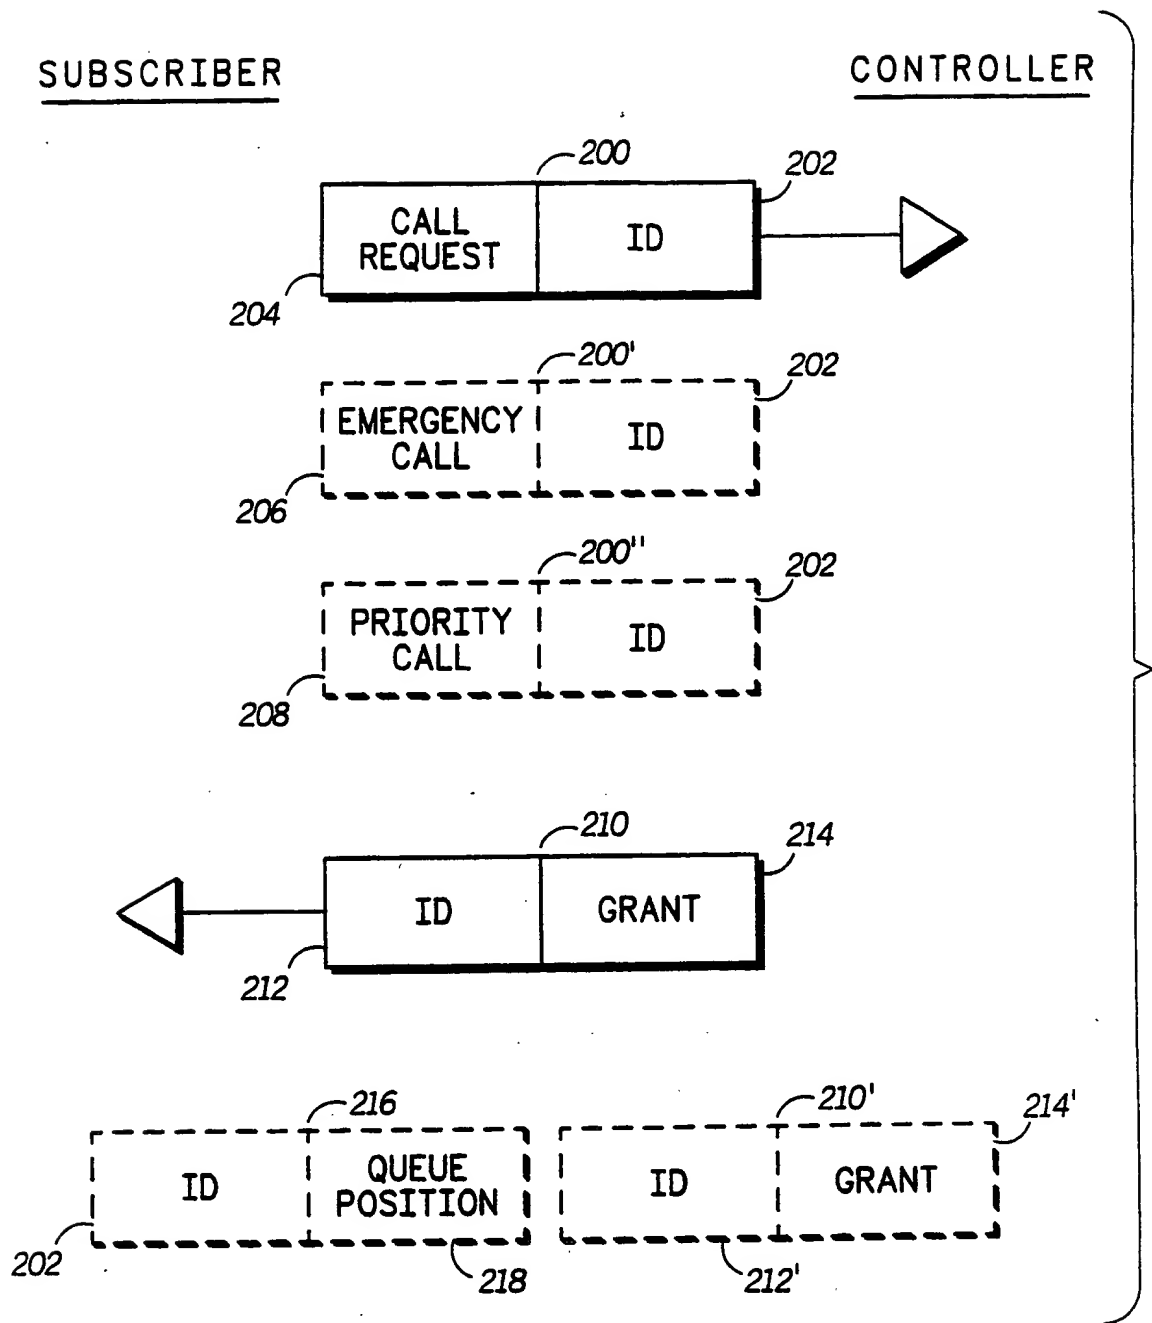 SUBSCRIBER CONTROLLER
200 202
CALL
REQUEST ID
204
200' 202
EMERGENCY
CALL ID
206
200'' 202
PRIORITY
CALL ID
208
210 214
ID GRANT
212
216 210' 214'
ID QUEUE
POSITION ID GRANT
202 218 212'